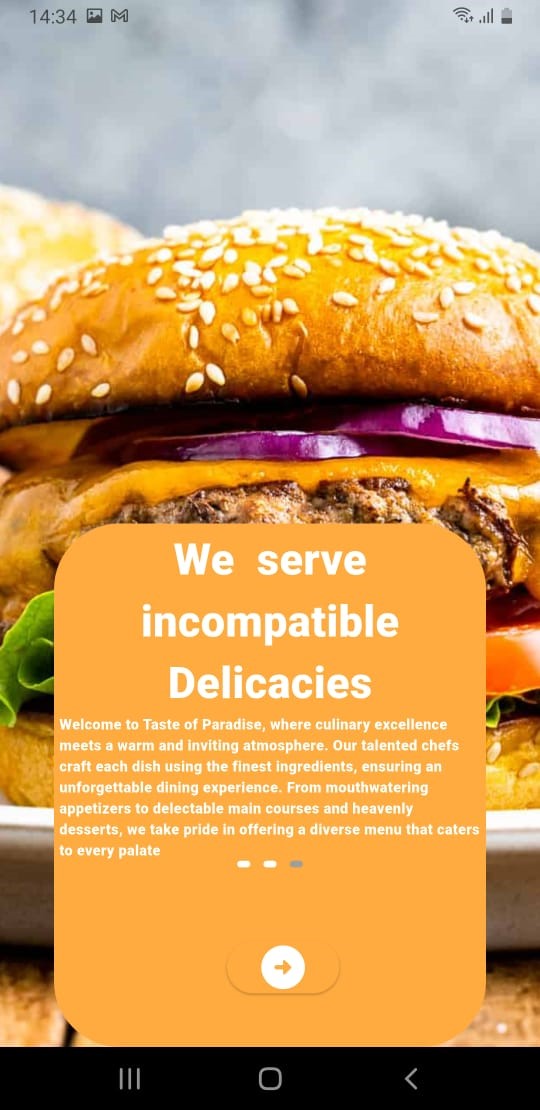 14:34
We serve
incompatible
Delicacies
Welcome to Taste of Paradise, where culinary excellence
meets a warm and inviting atmosphere. Our talented chefs
craft each dish using the finest ingredients, ensuring an
unforgettable dining experience. From mouthwatering
appetizers to delectable main courses and heavenly
desserts, we take pride in offering a diverse menu that caters
to every palate